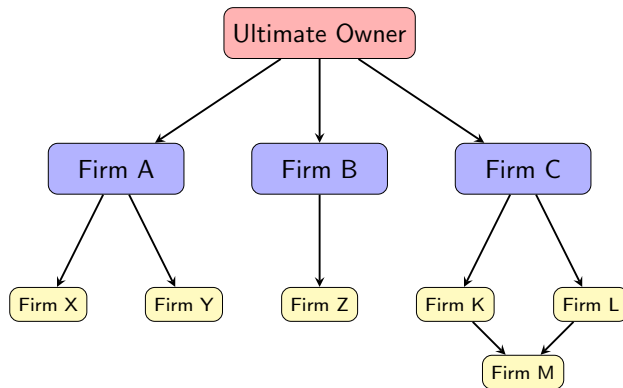 Ultimate Owner
Firm A
Firm B
Firm C
Firm X
Firm Y
Firm Z
Firm K
Firm L
Firm M